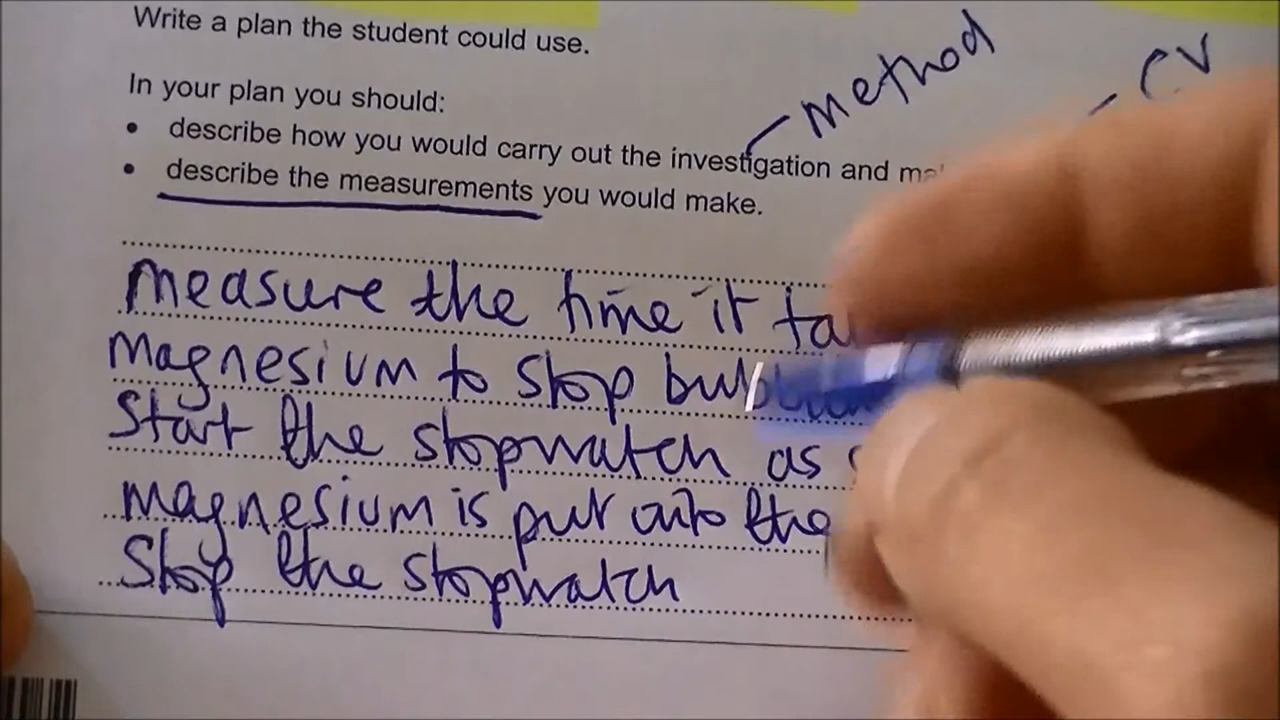 Write a plan the student could use.
In your plan you should:
- method
- CV
• describe how you would carry out the investigation and
• describe the measurements you would make.
measure the time it
magnesium to stop
Start the stopwatch as
magnesium is put into the
Stop the stopwatch